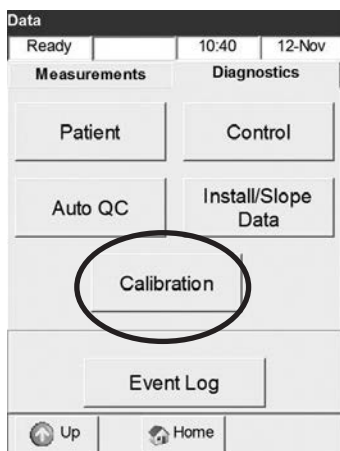 Data
Ready 10:40 12-Nov
Measurements Diagnostics
Patient Control
Auto QC Install/Slope
Data
Calibration
Event Log
Up Home